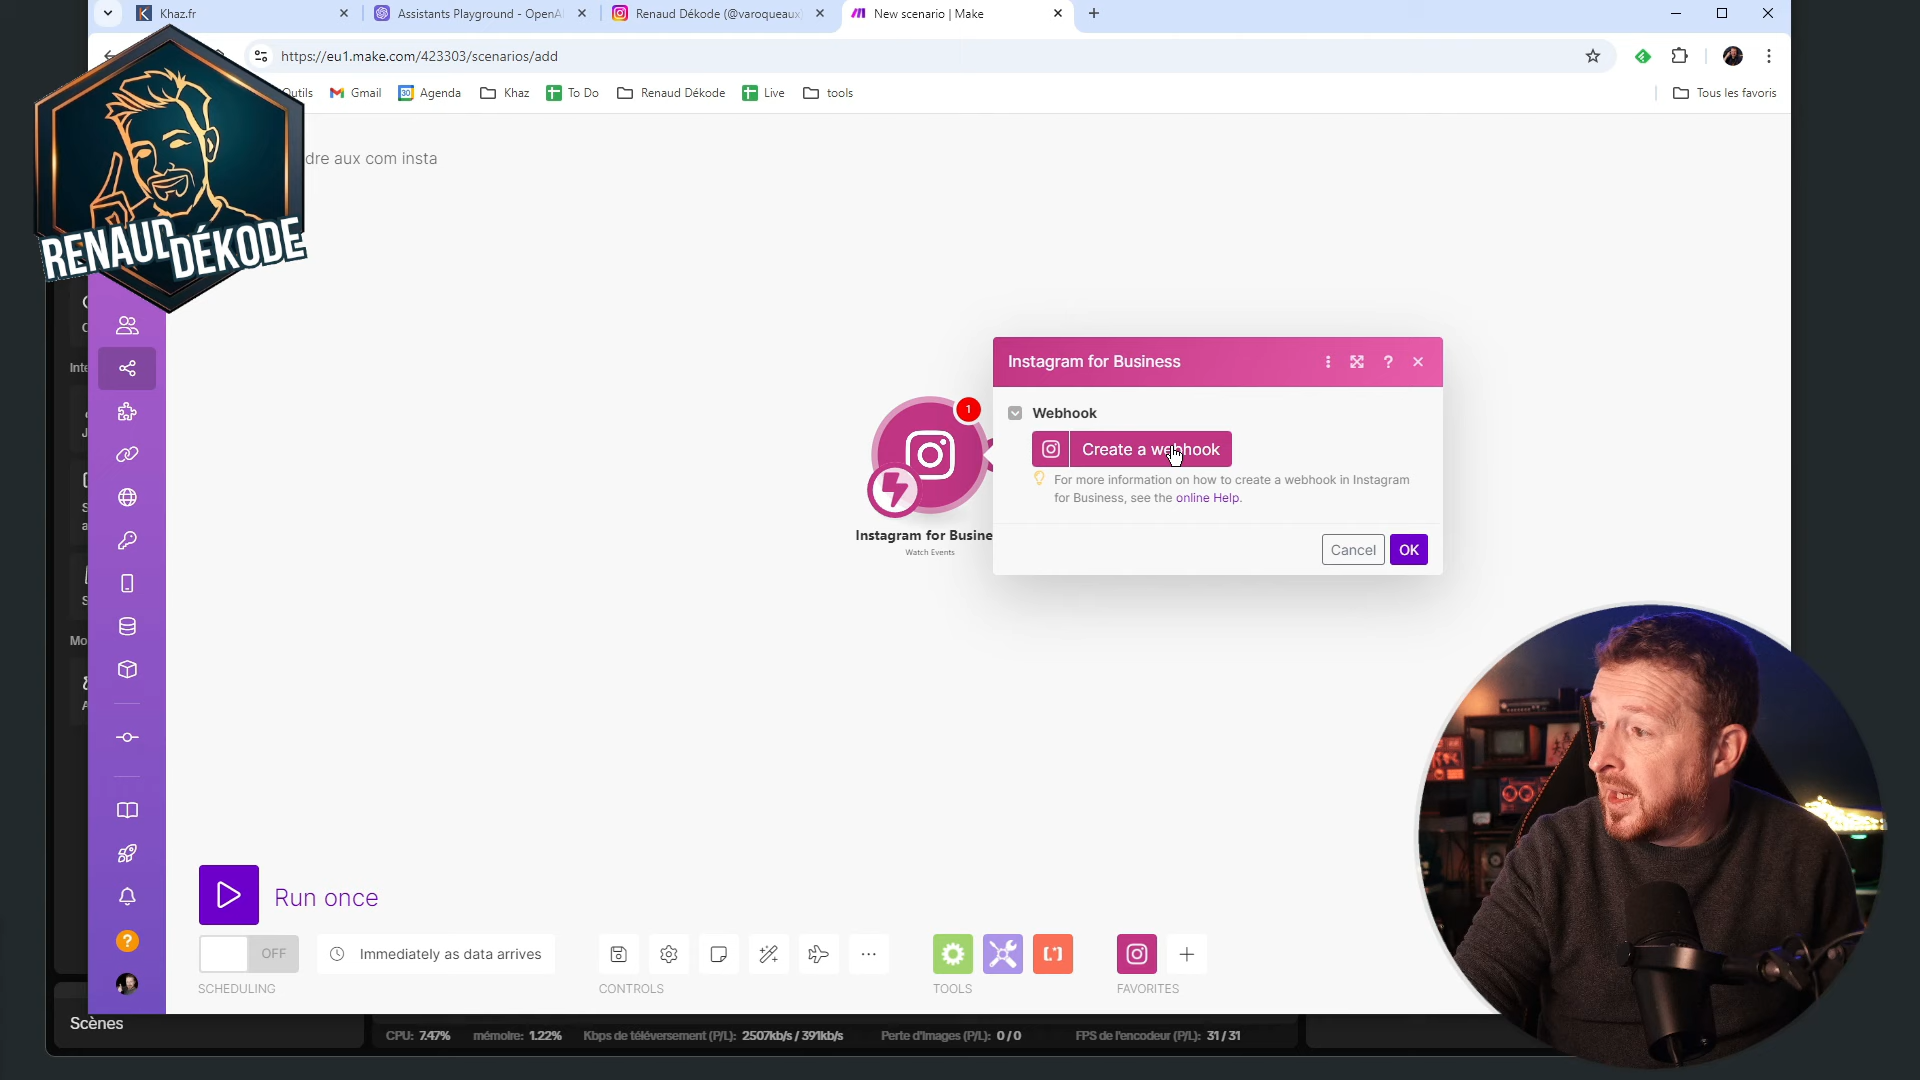 Khaz.fr
Assistants Playground - OpenA
Renaud Dékode (@varoqueaux
New scenario | Make
https://eu1.make.com/423303/scenarios/add
Outils
Gmail
Agenda
Khaz
To Do
Renaud Dékode
Live
tools
Tous les favoris
RENAUD DÉKODE
dre aux com insta
Instagram for Business
Webhook
Create a webhook
For more information on how to create a webhook in Instagram
for Business, see the online Help.
Cancel
OK
1
Instagram for Busine
Watch Events
Run once
OFF
Immediately as data arrives
SCHEDULING
CONTROLS
TOOLS
FAVORITES
Scènes
CPU: 7.47%
mémoire: 1.22%
Kbps de téléversement (P/L): 2507kb/s / 391kb/s
Perte d'images (P/L): 0 / 0
FPS de l'encodeur (P/L): 31 / 31